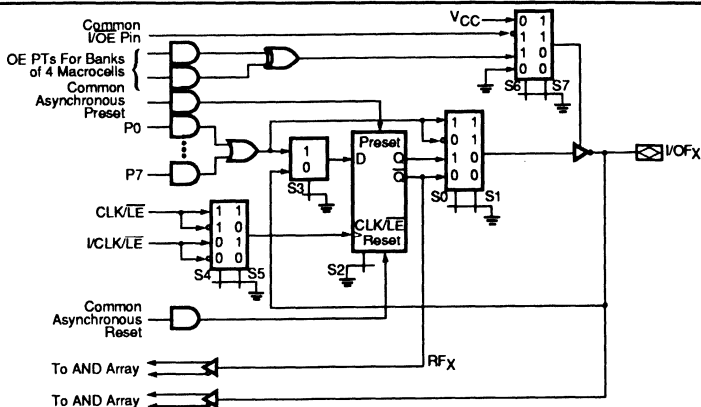 VCC
Common
I/OE Pin
OE PTs For Banks
of 4 Macrocells
Common
Asynchronous
Preset
P0
P7
0 1
1 1
1 0
0 0
S6 S7
1
0
S3
Preset
D Q
Q
CLK/LE
Reset
S2
1 1
0 1
1 0
0 0
S0 S1
I/OFX
CLK/LE
I/CLK/LE
1 1
1 0
0 1
0 0
S4 S5
Common
Asynchronous
Reset
RFX
To AND Array
To AND Array